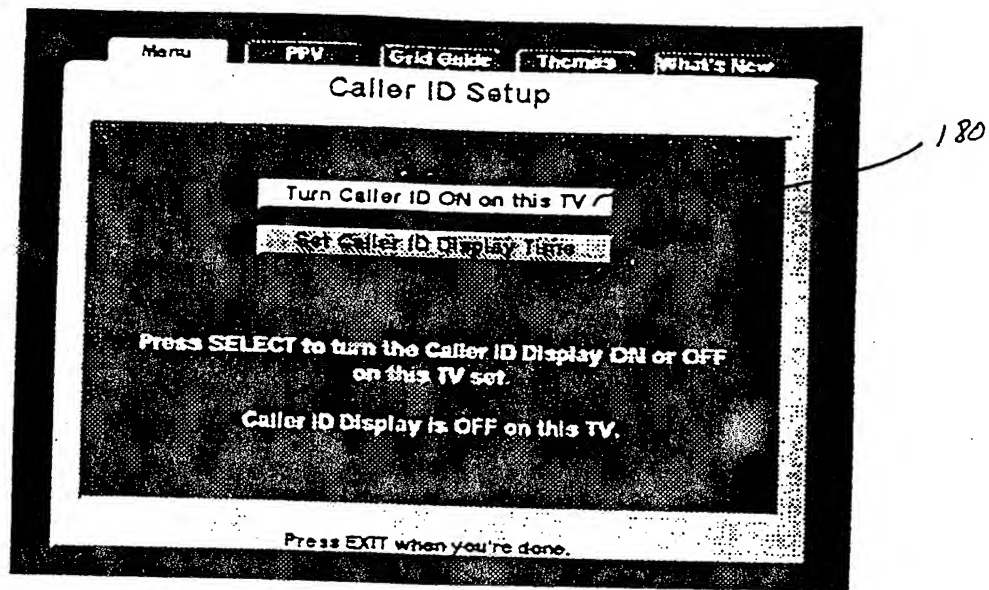 Menu PPV Grid Guide Themes What's New
Caller ID Setup
180
Turn Caller ID ON on this TV
Set Caller ID Display Time
Press SELECT to turn the Caller ID Display ON or OFF
on this TV set.
Caller ID Display is OFF on this TV.
Press EXIT when you're done.